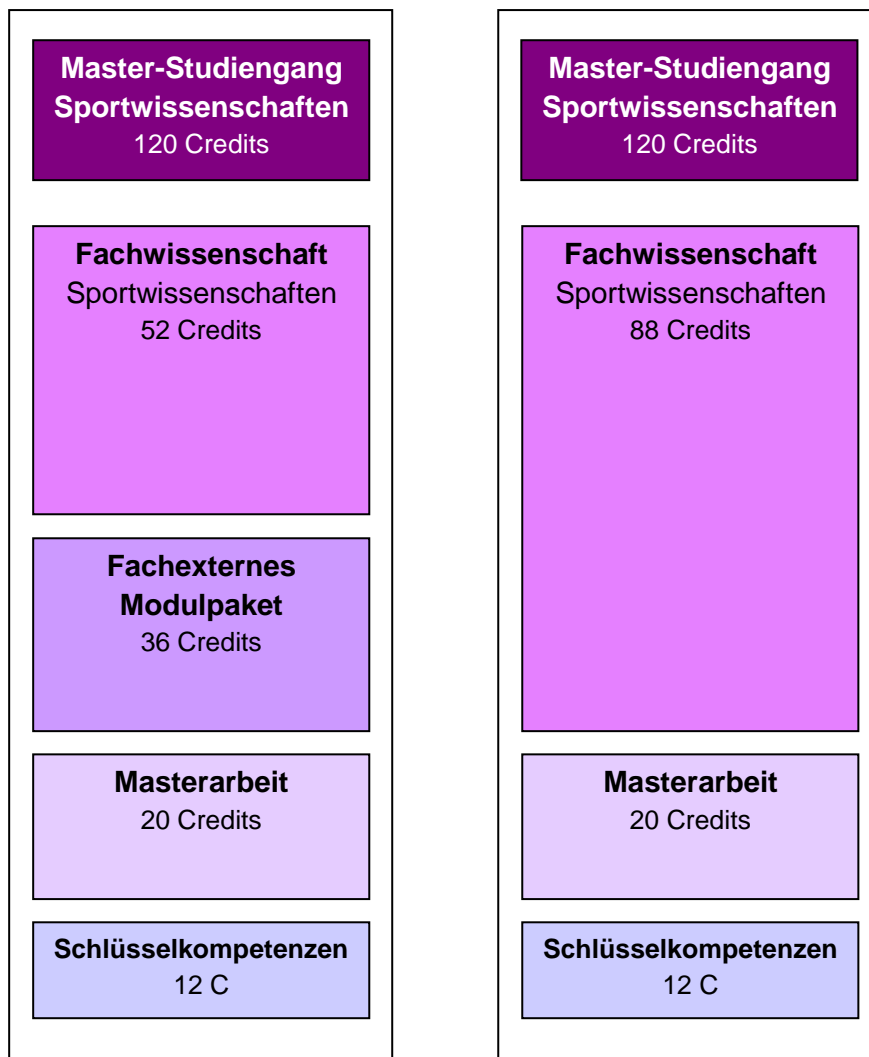 Master-Studiengang
Sportwissenschaften
120 Credits
Fachwissenschaft
Sportwissenschaften
52 Credits
Fachexternes
Modulpaket
36 Credits
Masterarbeit
20 Credits
Schlüsselkompetenzen
12 C
Master-Studiengang
Sportwissenschaften
120 Credits
Fachwissenschaft
Sportwissenschaften
88 Credits
Masterarbeit
20 Credits
Schlüsselkompetenzen
12 C